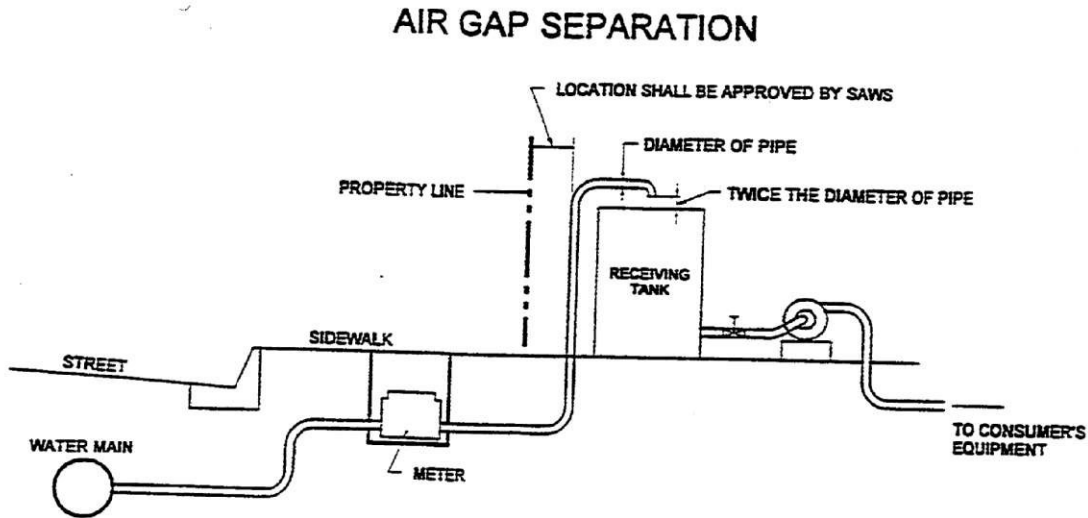 AIR GAP SEPARATION
LOCATION SHALL BE APPROVED BY SAWS
DIAMETER OF PIPE
PROPERTY LINE
TWICE THE DIAMETER OF PIPE
RECEIVING
TANK
SIDEWALK
STREET
WATER MAIN
METER
TO CONSUMER'S
EQUIPMENT